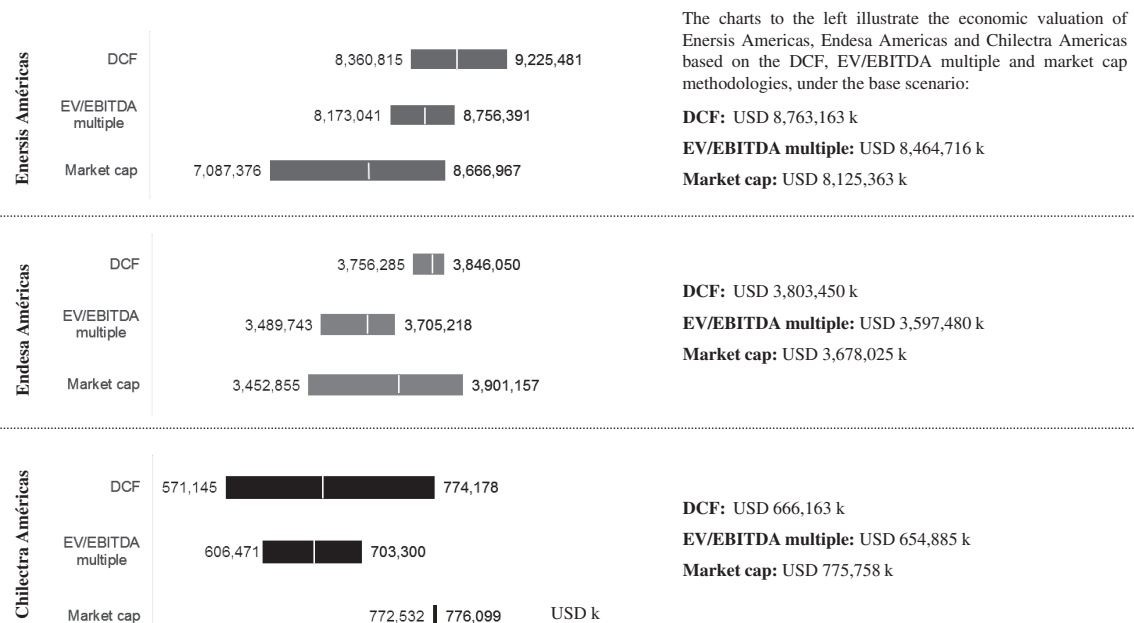 The charts to the left illustrate the economic valuation of
Enersis Americas, Endesa Americas and Chilectra Americas
based on the DCF, EV/EBITDA multiple and market cap
methodologies, under the base scenario:
Enersis Américas
DCF
8,360,815
9,225,481
EV/EBITDA
multiple
8,173,041
8,756,391
Market cap
7,087,376
8,666,967
DCF: USD 8,763,163 k
EV/EBITDA multiple: USD 8,464,716 k
Market cap: USD 8,125,363 k
Endesa Américas
DCF
3,756,285
3,846,050
EV/EBITDA
multiple
3,489,743
3,705,218
Market cap
3,452,855
3,901,157
DCF: USD 3,803,450 k
EV/EBITDA multiple: USD 3,597,480 k
Market cap: USD 3,678,025 k
Chilectra Américas
DCF
571,145
774,178
EV/EBITDA
multiple
606,471
703,300
Market cap
772,532
776,099
USD k
DCF: USD 666,163 k
EV/EBITDA multiple: USD 654,885 k
Market cap: USD 775,758 k